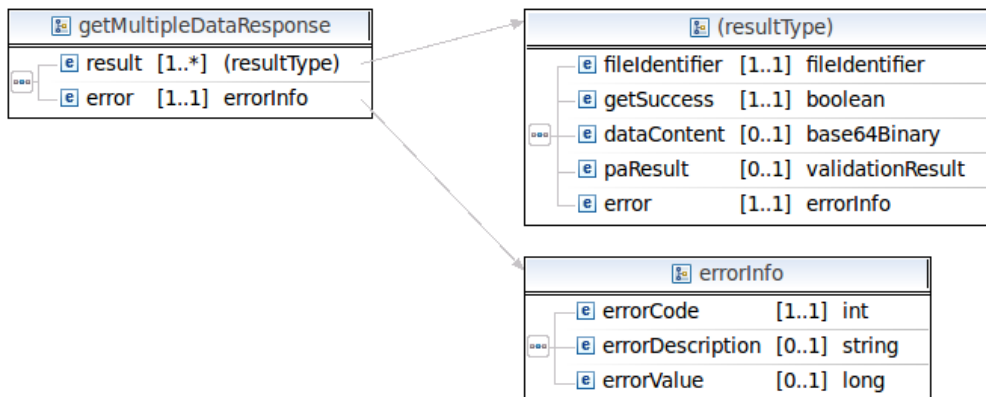 getMultipleDataResponse
e result [1..*] (resultType)
e error [1..1] errorInfo
(resultType)
e fileIdentifier [1..1] fileIdentifier
e getSuccess [1..1] boolean
e dataContent [0..1] base64Binary
e paResult [0..1] validationResult
e error [1..1] errorInfo
errorInfo
e errorCode [1..1] int
e errorDescription [0..1] string
e errorValue [0..1] long